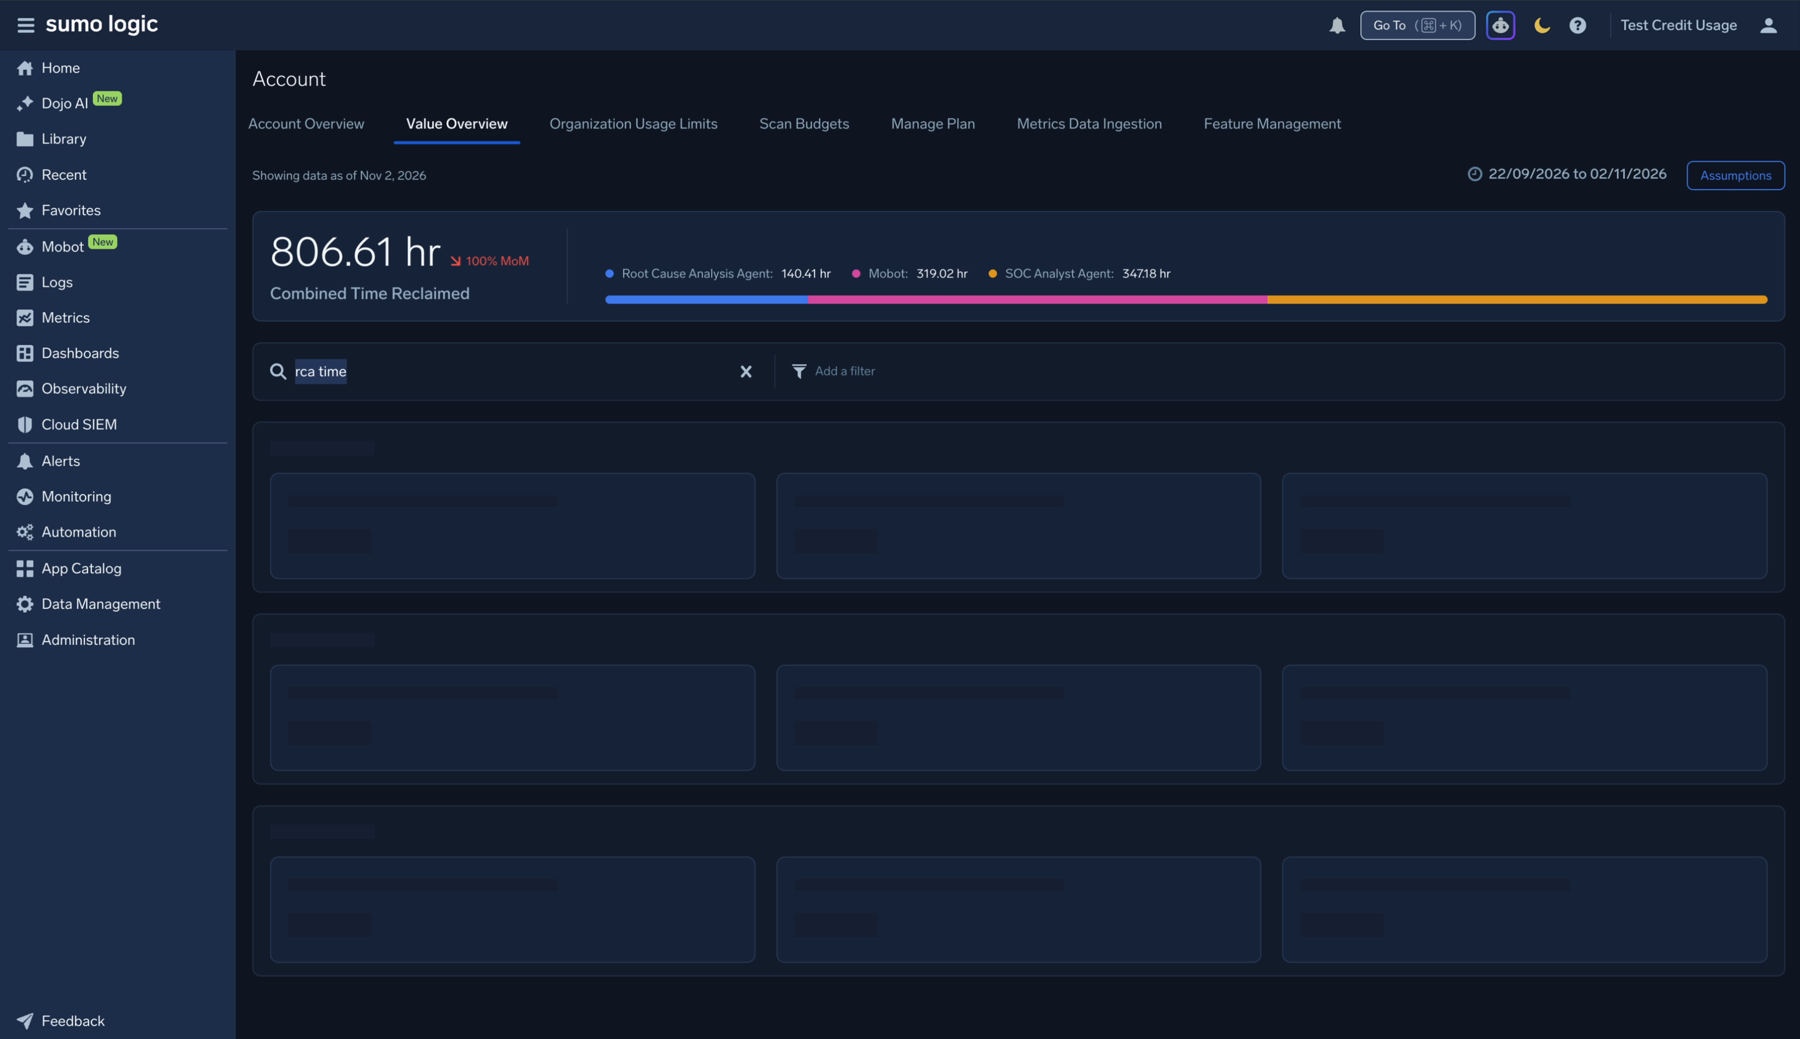 sumo logic
Go To (⌘ + K)
Test Credit Usage
Home
Dojo AI New
Library
Recent
Favorites
Mobot New
Logs
Metrics
Dashboards
Observability
Cloud SIEM
Alerts
Monitoring
Automation
App Catalog
Data Management
Administration
Feedback
Account
Account Overview
Value Overview
Organization Usage Limits
Scan Budgets
Manage Plan
Metrics Data Ingestion
Feature Management
Showing data as of Nov 2, 2026
22/09/2026 to 02/11/2026
Assumptions
806.61 hr
100% MoM
Combined Time Reclaimed
Root Cause Analysis Agent: 140.41 hr
Mobot: 319.02 hr
SOC Analyst Agent: 347.18 hr
rca time
Add a filter